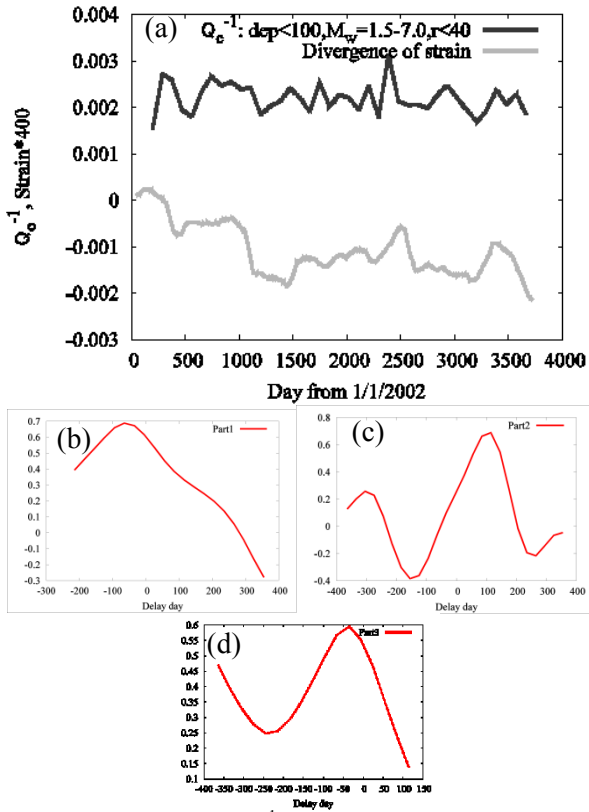 (a)
Q_c^-1: dep<100,M_w=1.5-7.0,r<40
Divergence of strain
0.004
0.003
0.002
0.001
0
-0.001
-0.002
-0.003
Q_c^-1, Strain*400
0 500 1000 1500 2000 2500 3000 3500 4000
Day from 1/1/2002
(b)
Part1
0.7
0.6
0.5
0.4
0.3
0.2
0.1
0
-0.1
-0.2
-0.3
-300 -200 -100 0 100 200 300 400
Delay day
(c)
Part2
0.8
0.6
0.4
0.2
0
-0.2
-0.4
-400 -300 -200 -100 0 100 200 300 400
Delay day
(d)
Part3
0.6
0.55
0.5
0.45
0.4
0.35
0.3
0.25
0.2
0.15
0.1
-400 -350 -300 -250 -200 -150 -100 -50 0 50 100 150
Delay day